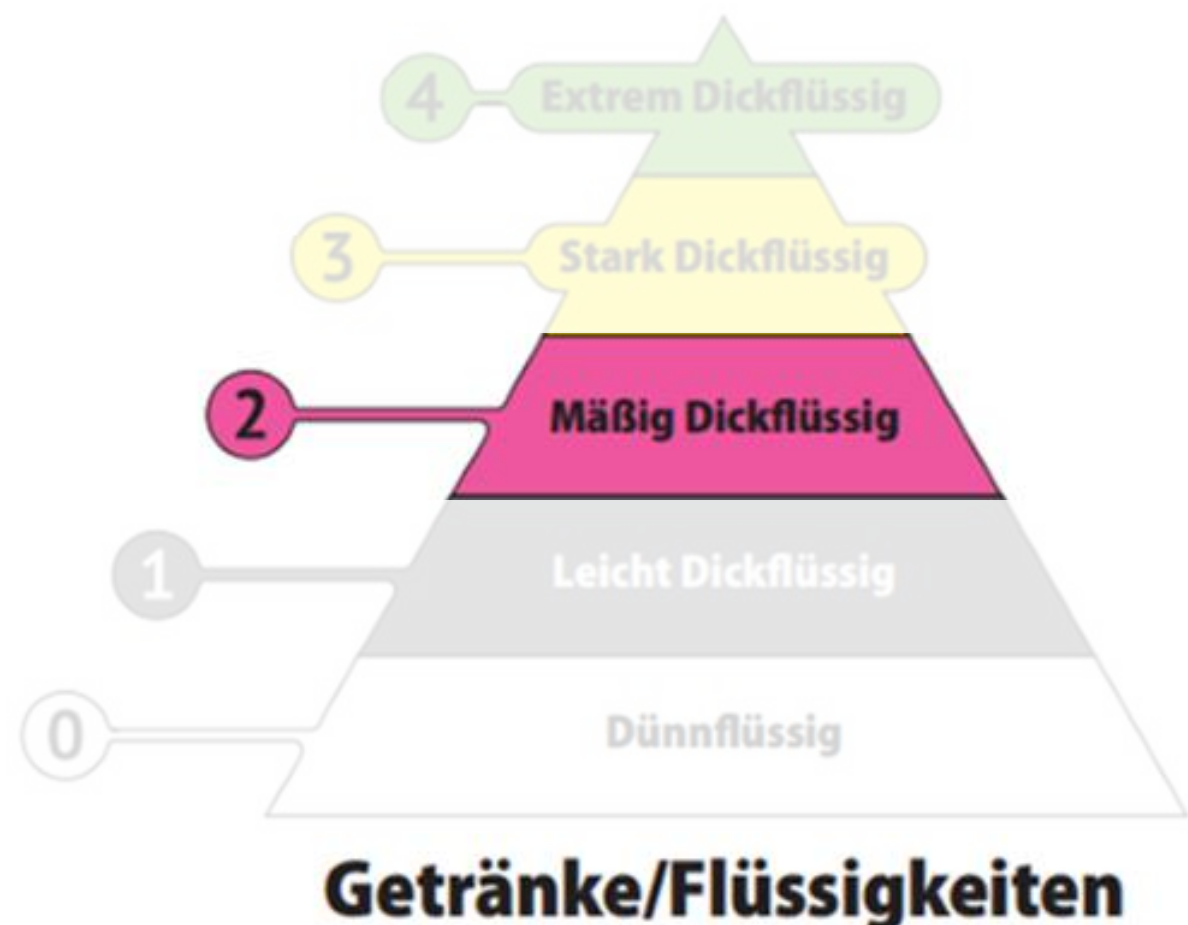 4 Extrem Dickflüssig
3 Stark Dickflüssig
2 Mäßig Dickflüssig
1 Leicht Dickflüssig
0 Dünnflüssig
Getränke/Flüssigkeiten